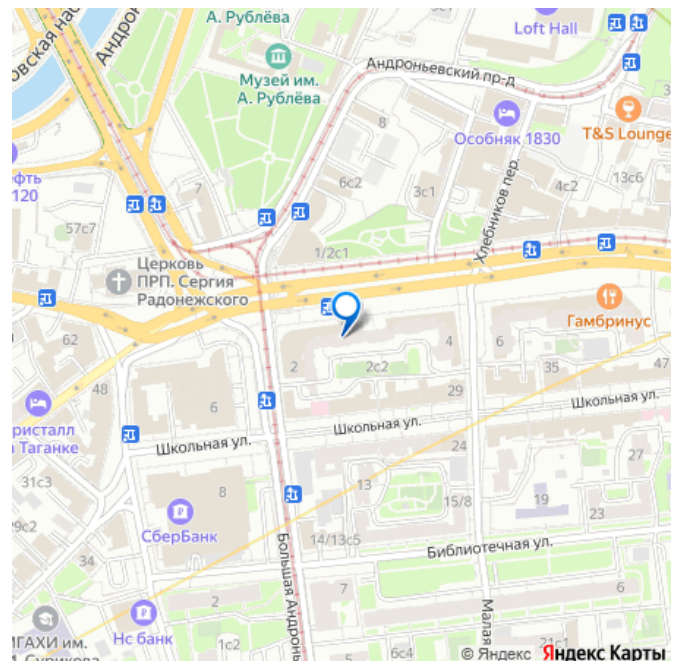 А. Рублёва
Loft Hall
Андроньевский пр-д
Музей им.
А. Рублёва
Особняк 1830
T&S Lounge
8
7
6с2
3с1
4с2
13с6
120
57с7
1/2с1
Хлебников пер.
Церковь
ПРП. Сергия
Радонежского
Гамбринус
62
2
2с2
4
6
35
47
48
29
6
Школьная ул.
Школьная ул.
Школьная ул.
24
31с3
8
13
27
15/8
19
23
СберБанк
34
14/13с5
Библиотечная ул.
Большая Андронь
7
6
2
Малая
Нс банк
1с2
6с4
21с1
© Яндекс Яндекс Карты